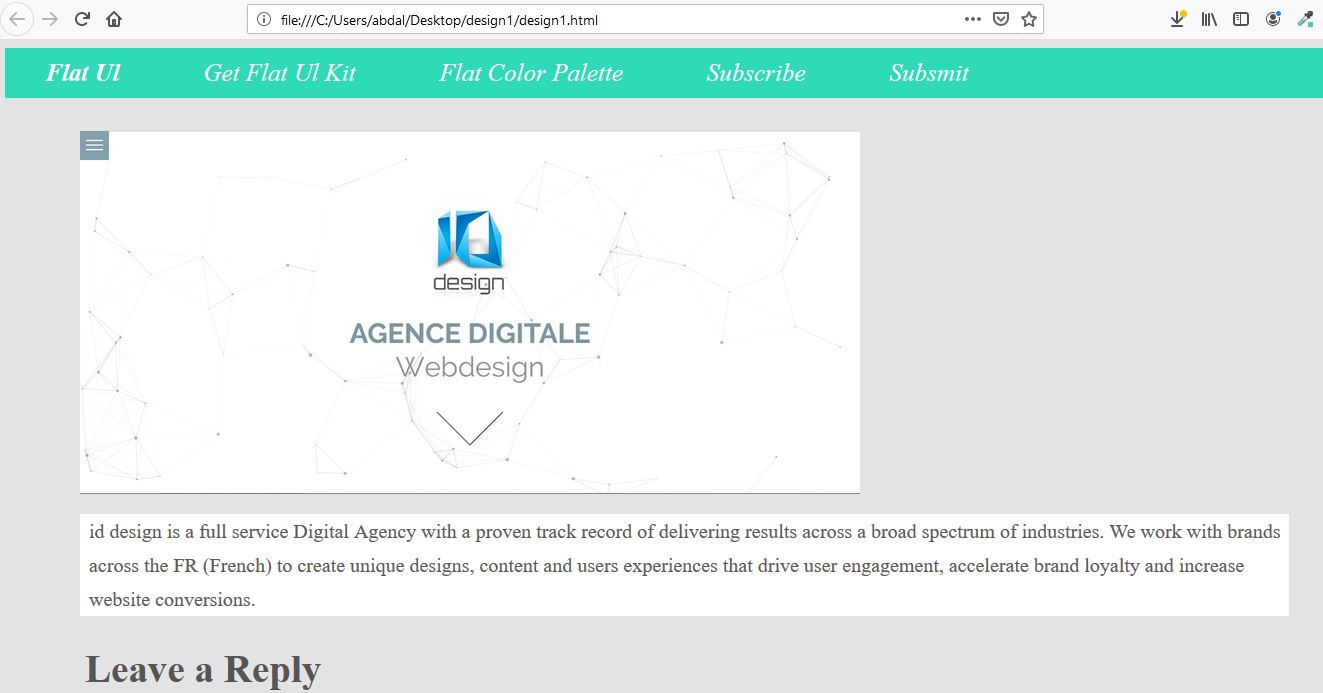 file:///C:/Users/abdal/Desktop/design1/design1.html
Flat Ul Get Flat Ul Kit Flat Color Palette Subscribe Subsmit
iD
design
AGENCE DIGITALE
Webdesign
id design is a full service Digital Agency with a proven track record of delivering results across a broad spectrum of industries. We work with brands
across the FR (French) to create unique designs, content and users experiences that drive user engagement, accelerate brand loyalty and increase
website conversions.
Leave a Reply